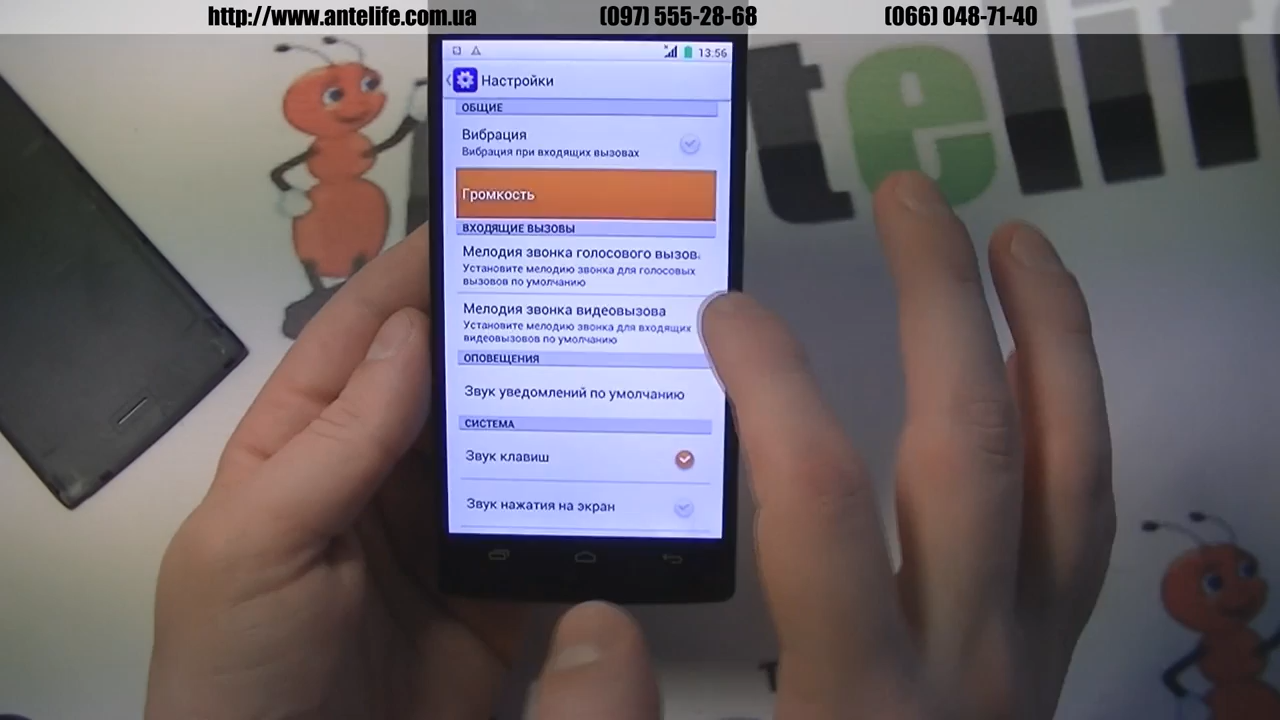 http://www.antelife.com.ua (097) 555-28-68 (066) 048-71-40
13:56
Настройки
ОБЩИЕ
Вибрация
Вибрация при входящих вызовах
Громкость
ВХОДЯЩИЕ ВЫЗОВЫ
Мелодия звонка голосового вызов
Установите мелодию звонка для голосовых
вызовов по умолчанию
Мелодия звонка видеовызова
Установите мелодию звонка для входящих
видеовызовов по умолчанию
ОПОВЕЩЕНИЯ
Звук уведомлений по умолчанию
СИСТЕМА
Звук клавиш
Звук нажатия на экран